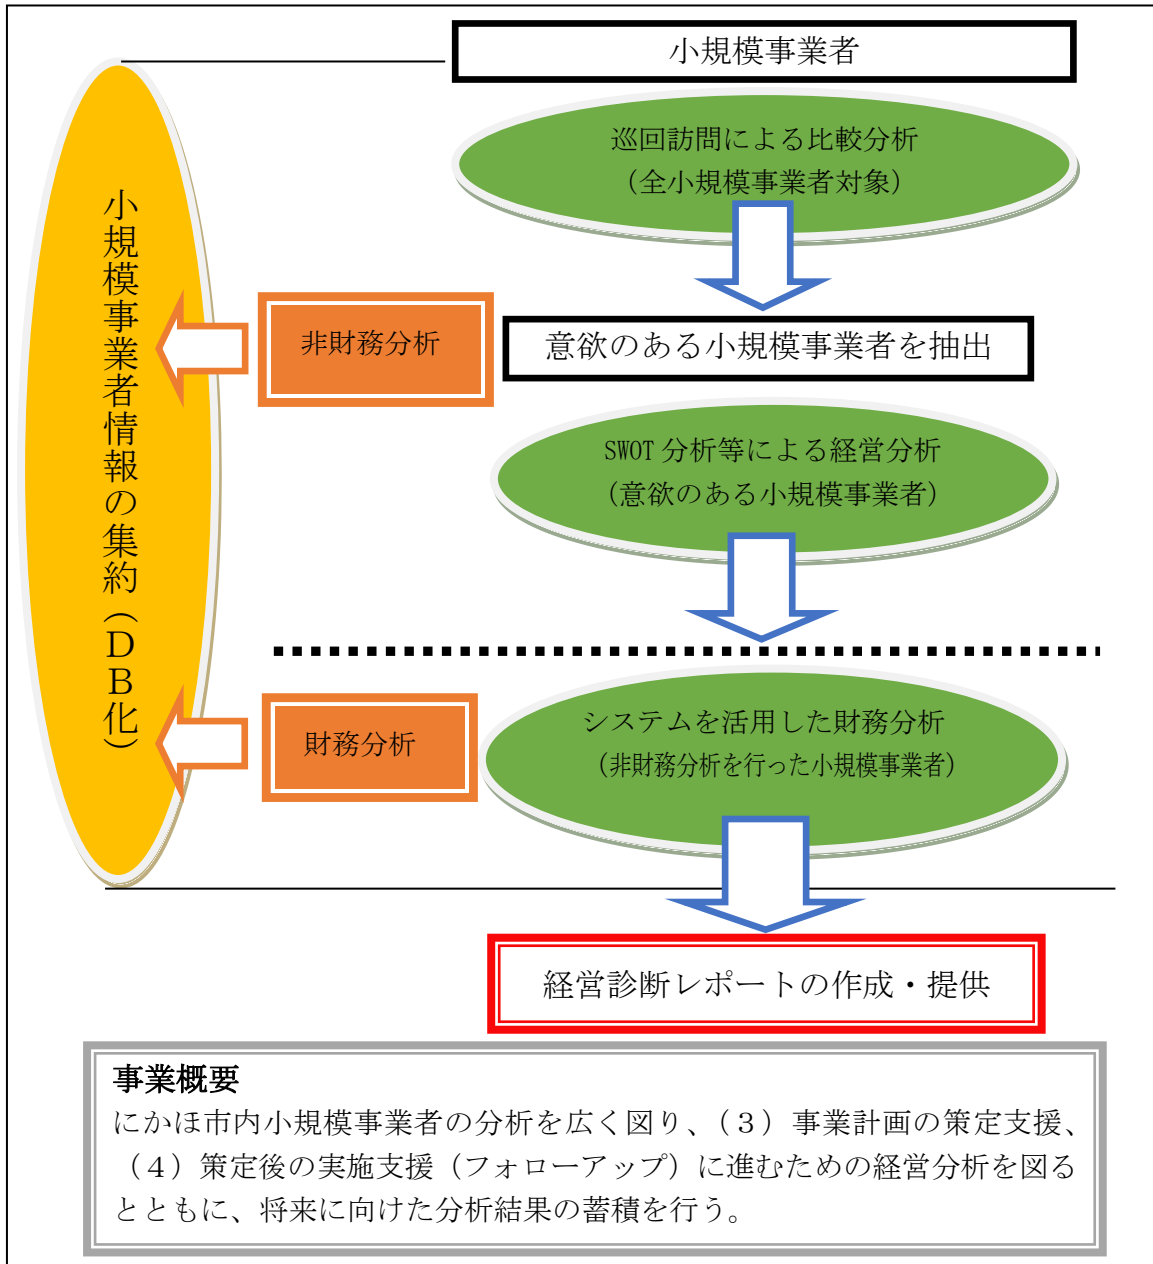 小規模事業者
巡回訪問による比較分析
（全小規模事業者対象）
小規模事業者情報の集約（ＤＢ化）
非財務分析
意欲のある小規模事業者を抽出
SWOT 分析等による経営分析
（意欲のある小規模事業者）
財務分析
システムを活用した財務分析
（非財務分析を行った小規模事業者）
経営診断レポートの作成・提供
事業概要
にかほ市内小規模事業者の分析を広く図り、（３）事業計画の策定支援、
（４）策定後の実施支援（フォローアップ）に進むための経営分析を図る
とともに、将来に向けた分析結果の蓄積を行う。